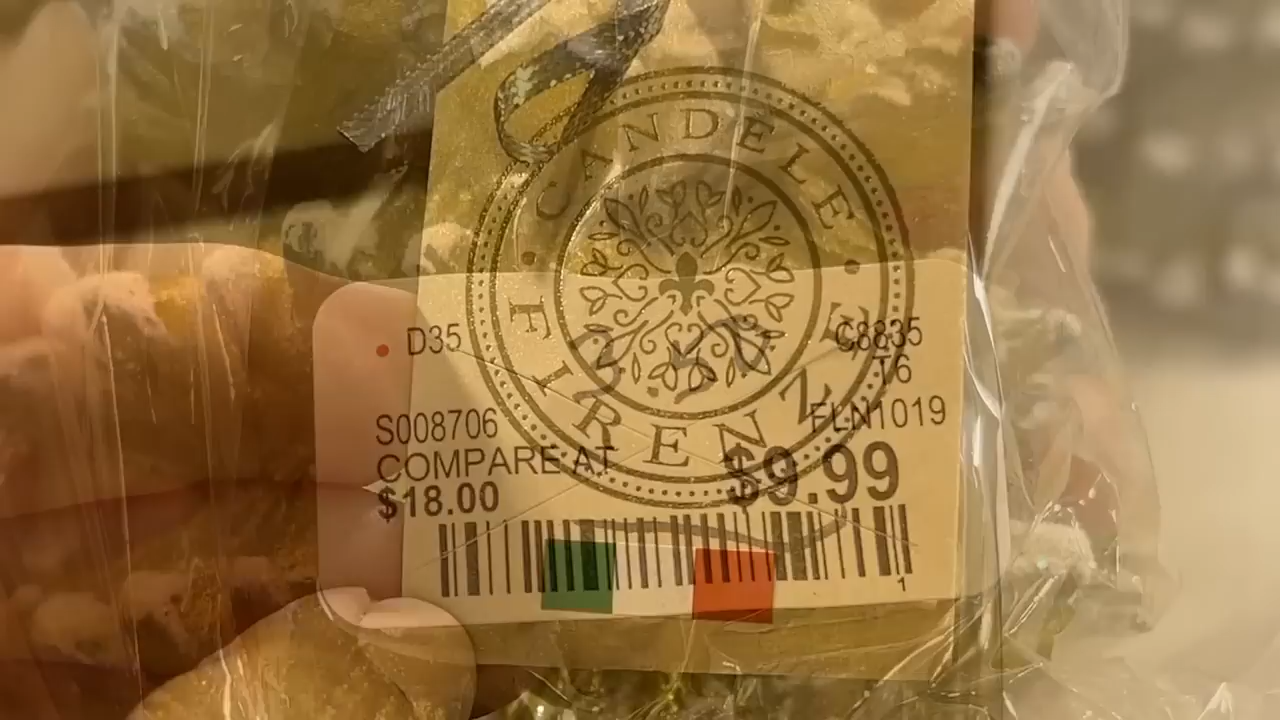 CANDELE
FIRENZE
D35
C8835
T6
S008706
FLN1019
COMPARE AT
$18.00
$9.99
1